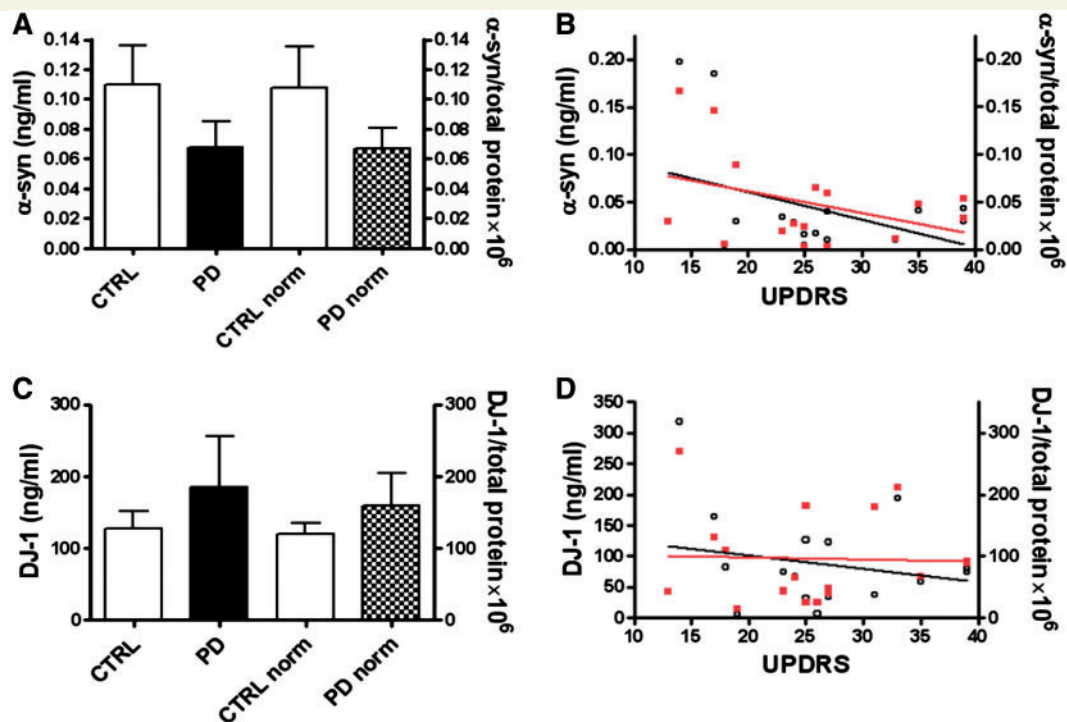 A
0.14
0.12
0.10
0.08
0.06
0.04
0.02
0.00
α-syn (ng/ml)
0.14
0.12
0.10
0.08
0.06
0.04
0.02
0.00
α-syn/total protein×10⁶
CTRL
PD
CTRL norm
PD norm
B
0.20
0.15
0.10
0.05
0.00
α-syn (ng/ml)
0.20
0.15
0.10
0.05
0.00
α-syn/total protein×10⁶
10 15 20 25 30 35 40
UPDRS
C
300
200
100
0
DJ-1 (ng/ml)
300
200
100
0
DJ-1/total protein×10⁶
CTRL
PD
CTRL norm
PD norm
D
350
300
250
200
150
100
50
0
DJ-1 (ng/ml)
300
200
100
0
DJ-1/total protein×10⁶
10 15 20 25 30 35 40
UPDRS